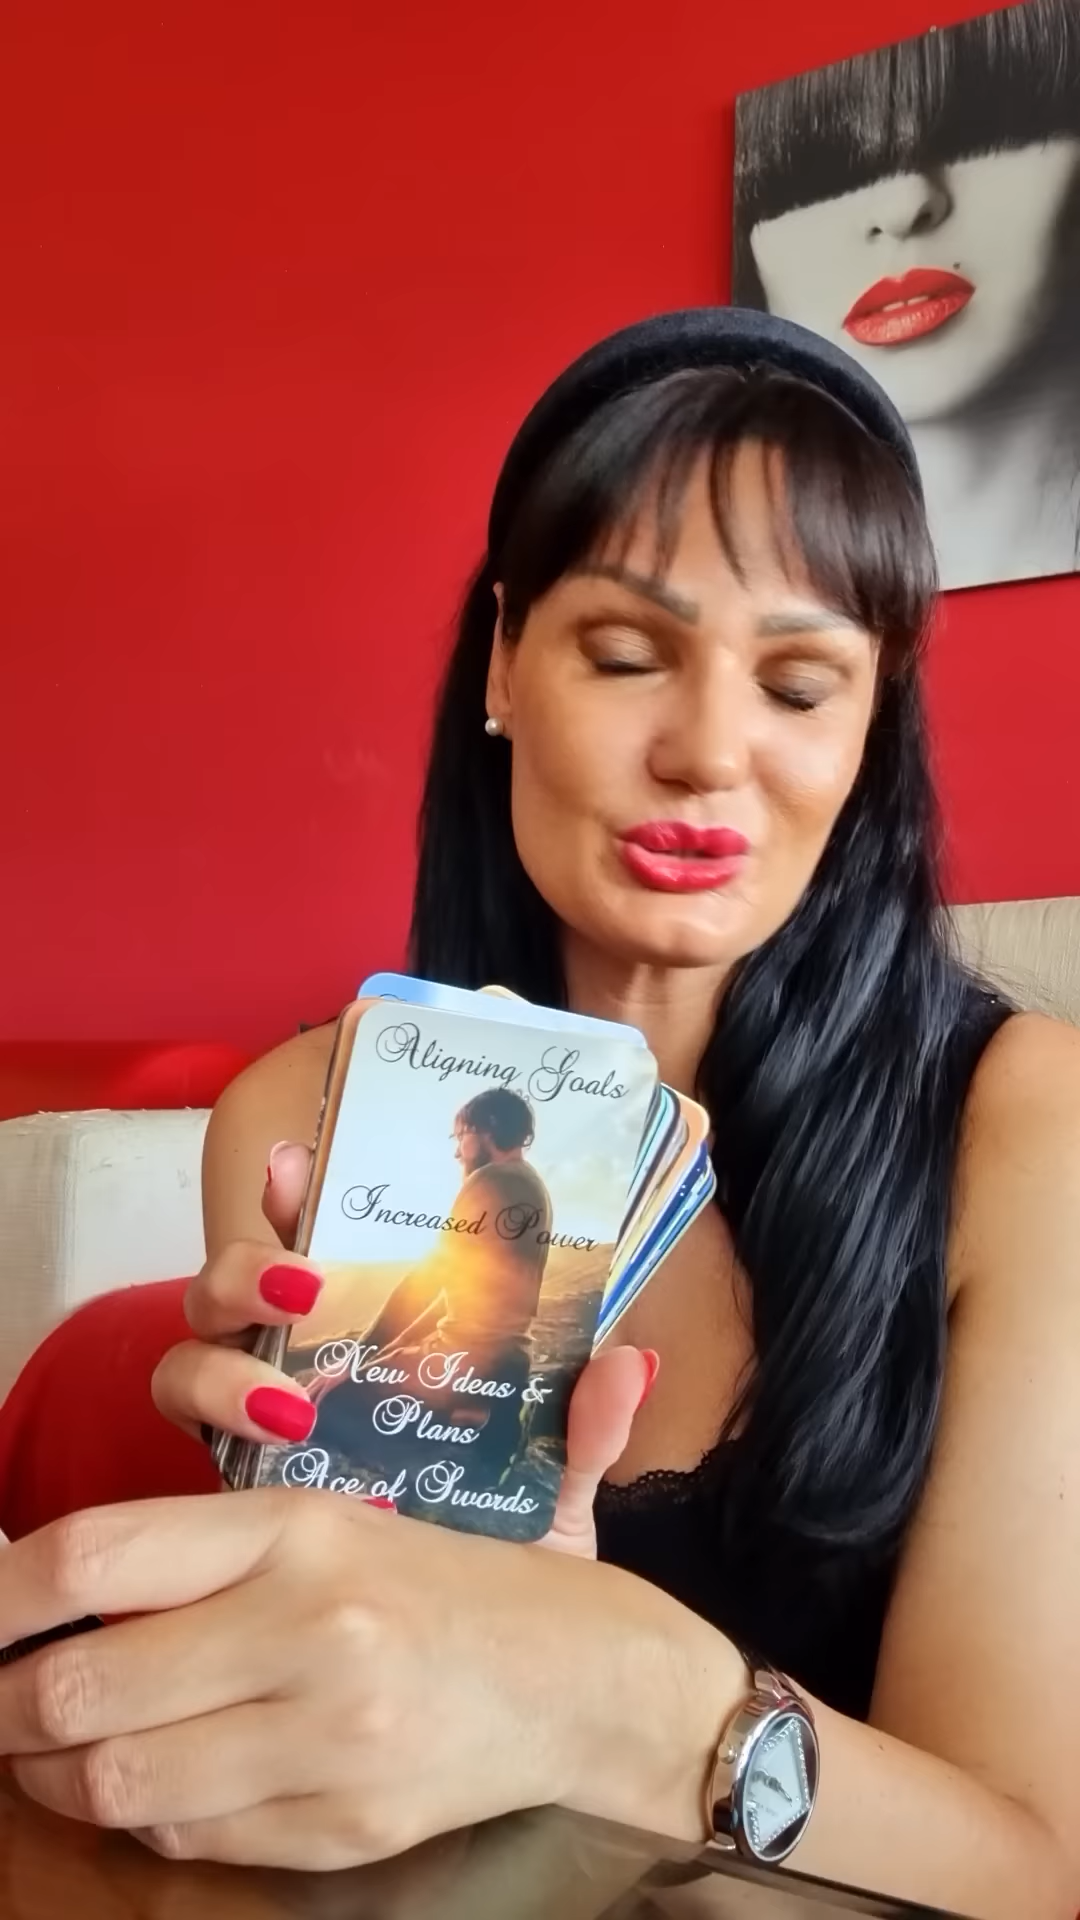 Aligning Goals
Increased Power
New Ideas &
Plans
Ace of Swords